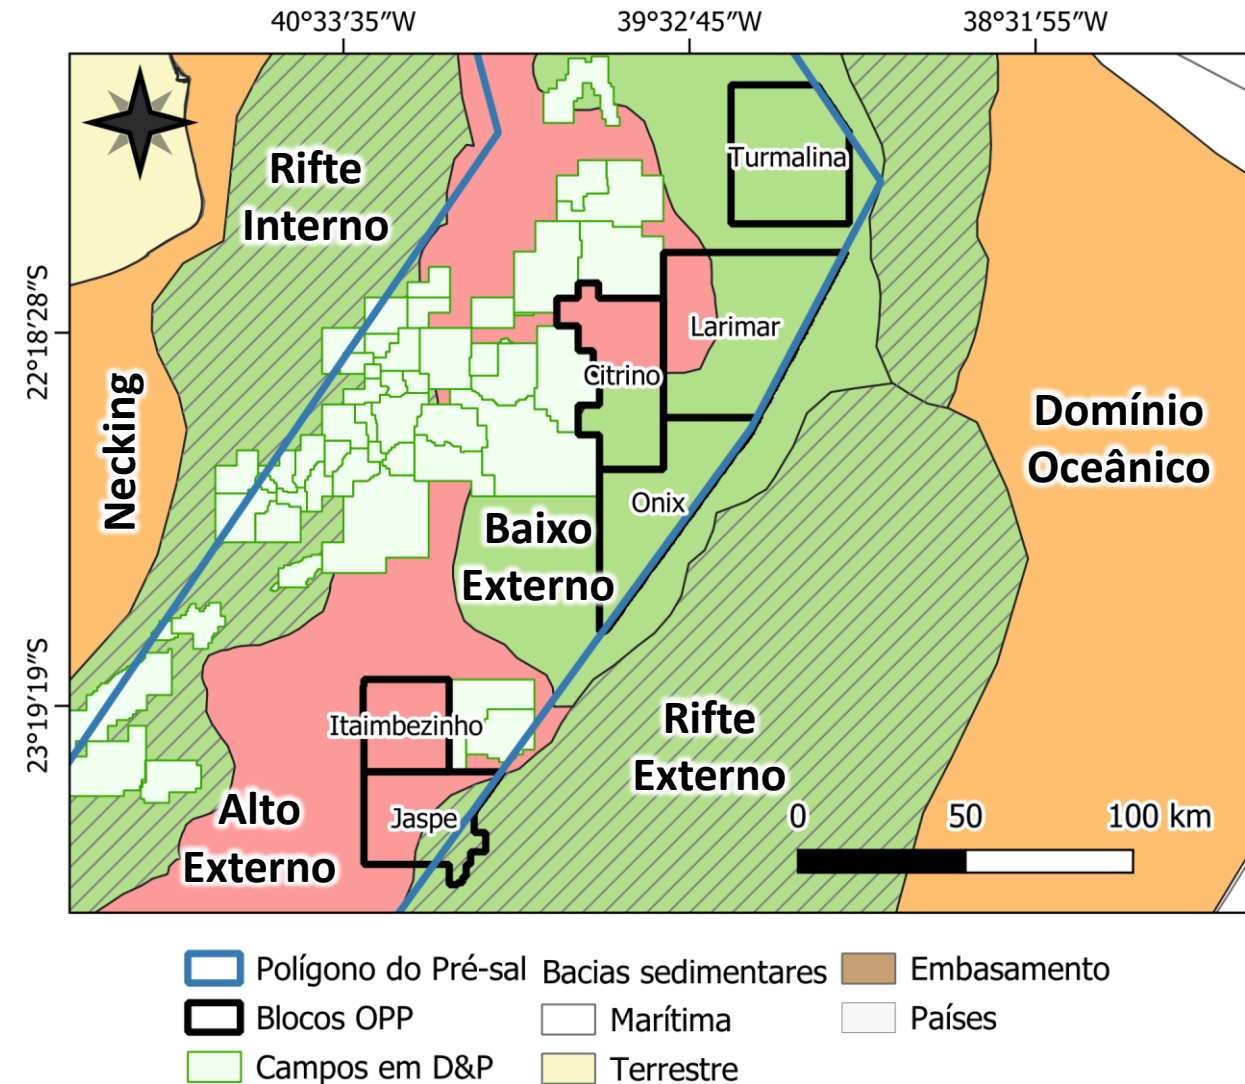 40°33′35″W
39°32′45″W
38°31′55″W
22°18′28″S
23°19′19″S
Rifte
Interno
Turmalina
Larimar
Citrino
Necking
Domínio
Oceânico
Onix
Baixo
Externo
Itaimbezinho
Rifte
Externo
Alto
Externo
Jaspe
0 50 100 km
Polígono do Pré-sal
Blocos OPP
Campos em D&P
Bacias sedimentares
Marítima
Terrestre
Embasamento
Países